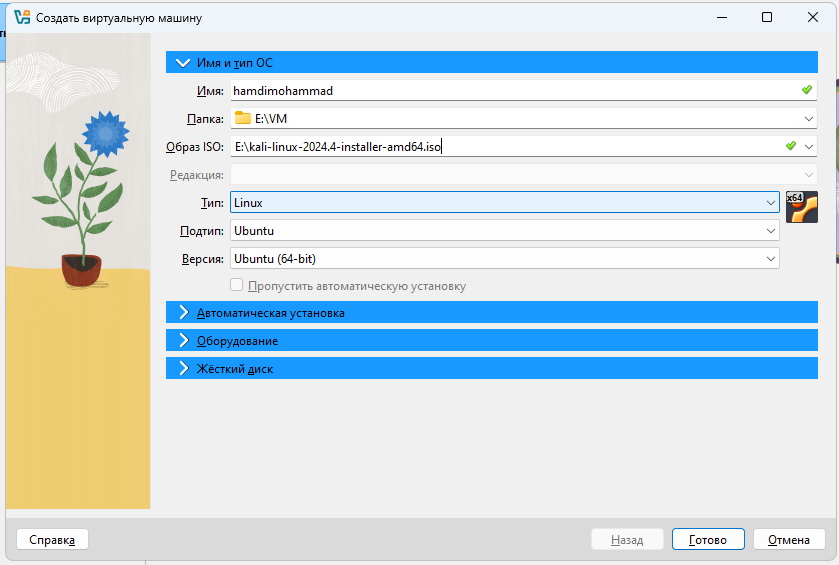 Создать виртуальную машину
Имя и тип ОС
Имя: hamdimohammad
Папка: E:\VM
Образ ISO: E:\kali-linux-2024.4-installer-amd64.iso
Редакция:
Тип: Linux
x64
Подтип: Ubuntu
Версия: Ubuntu (64-bit)
Пропустить автоматическую установку
Автоматическая установка
Оборудование
Жёсткий диск
Справка
Назад
Готово
Отмена